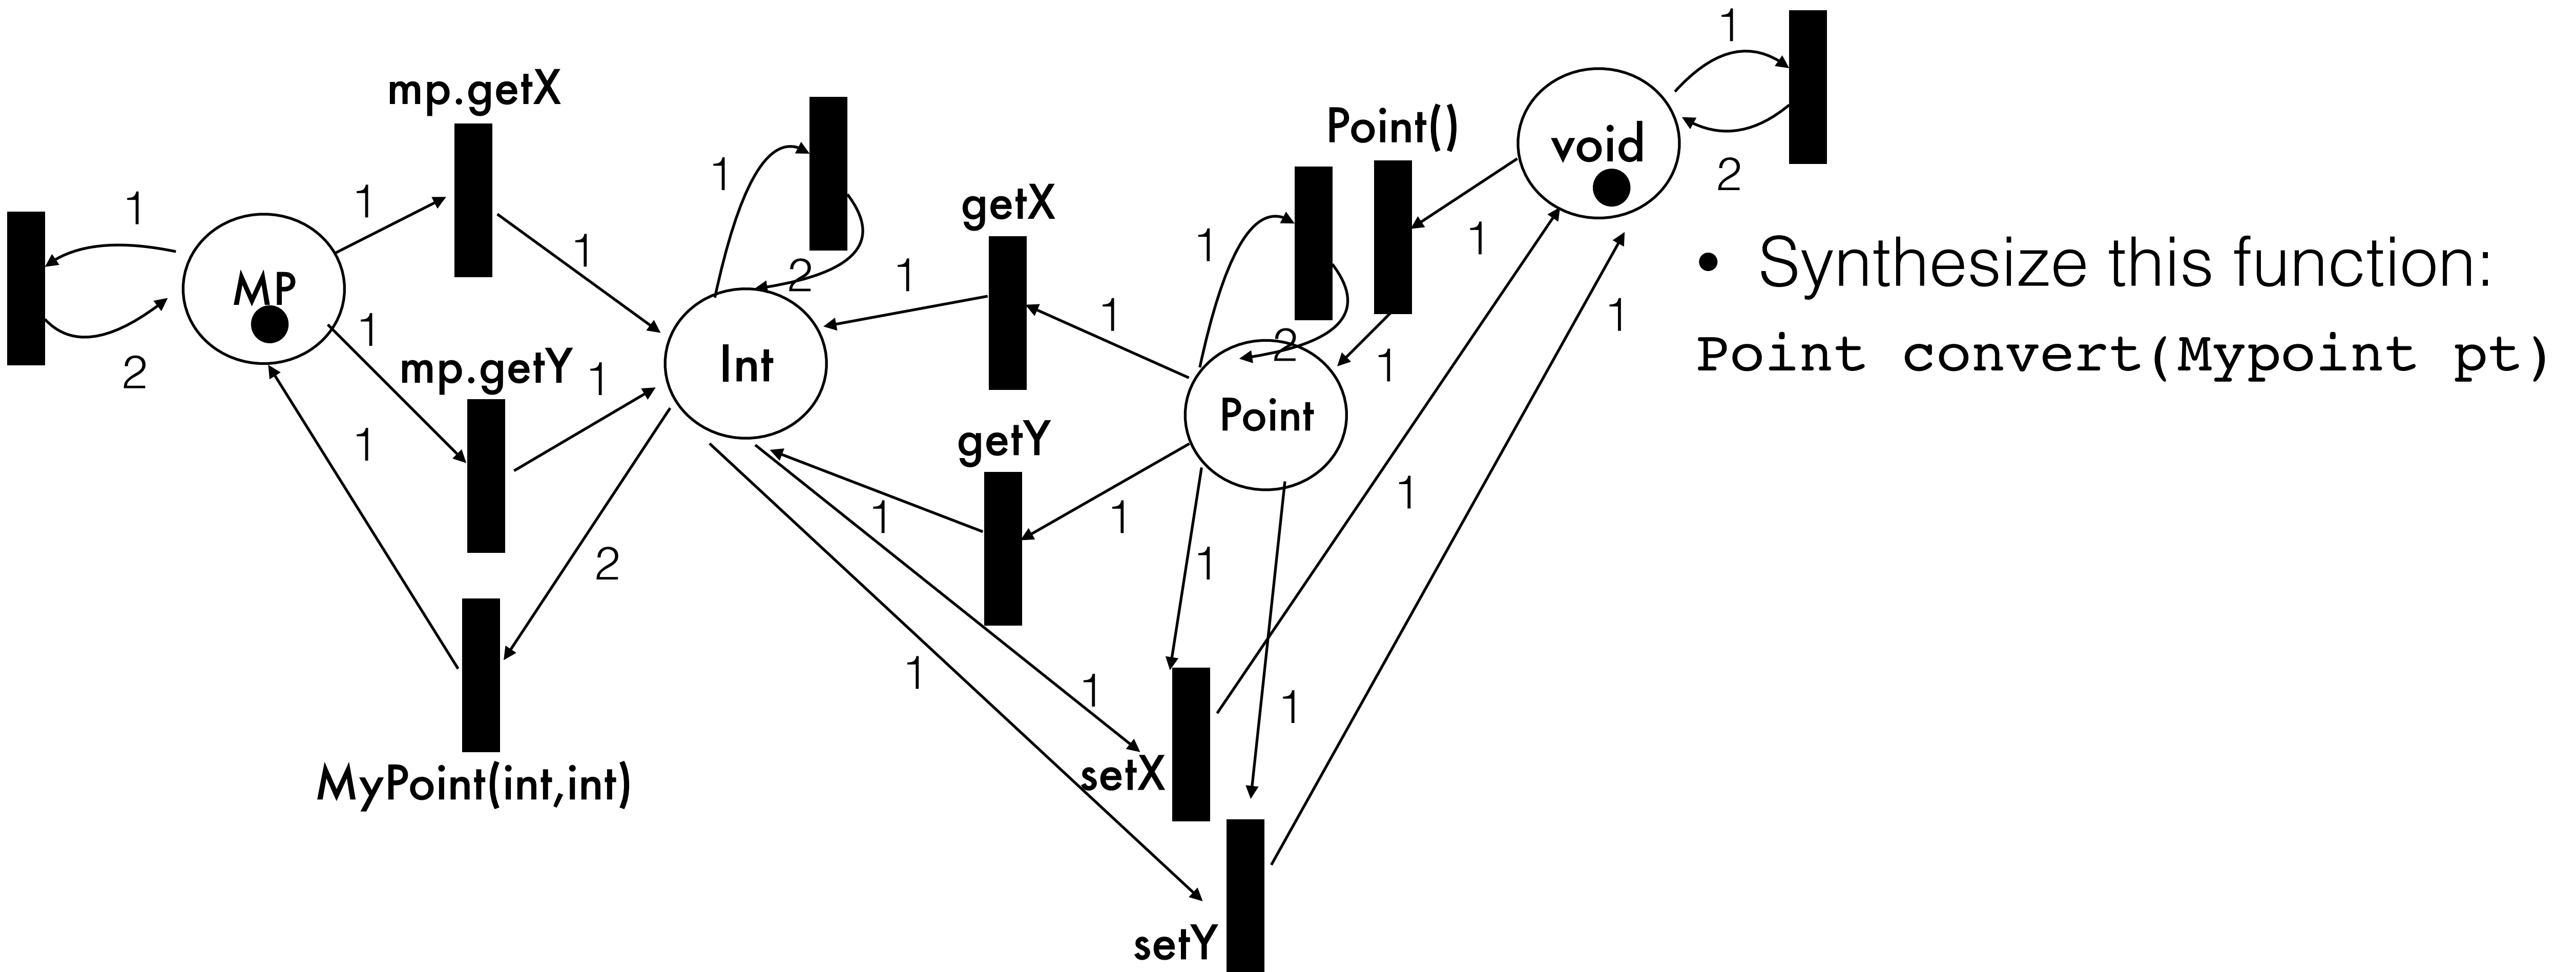 1
mp.getX
Point()
void
1
1
1
1
2
getX
1
1
1
2
1
MP
1
• Synthesize this function:
1
1
1
2
Int
2
mp.getY
1
1
Point convert(Mypoint pt)
2
Point
1
getY
1
1
1
2
1
1
1
1
1
setX
MyPoint(int,int)
setY